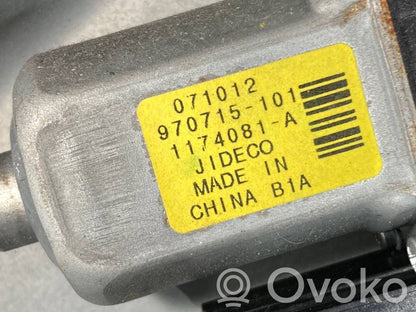 071012
970715-101
1174081-A
JIDECO
MADE IN
CHINA B1A
Ovoko